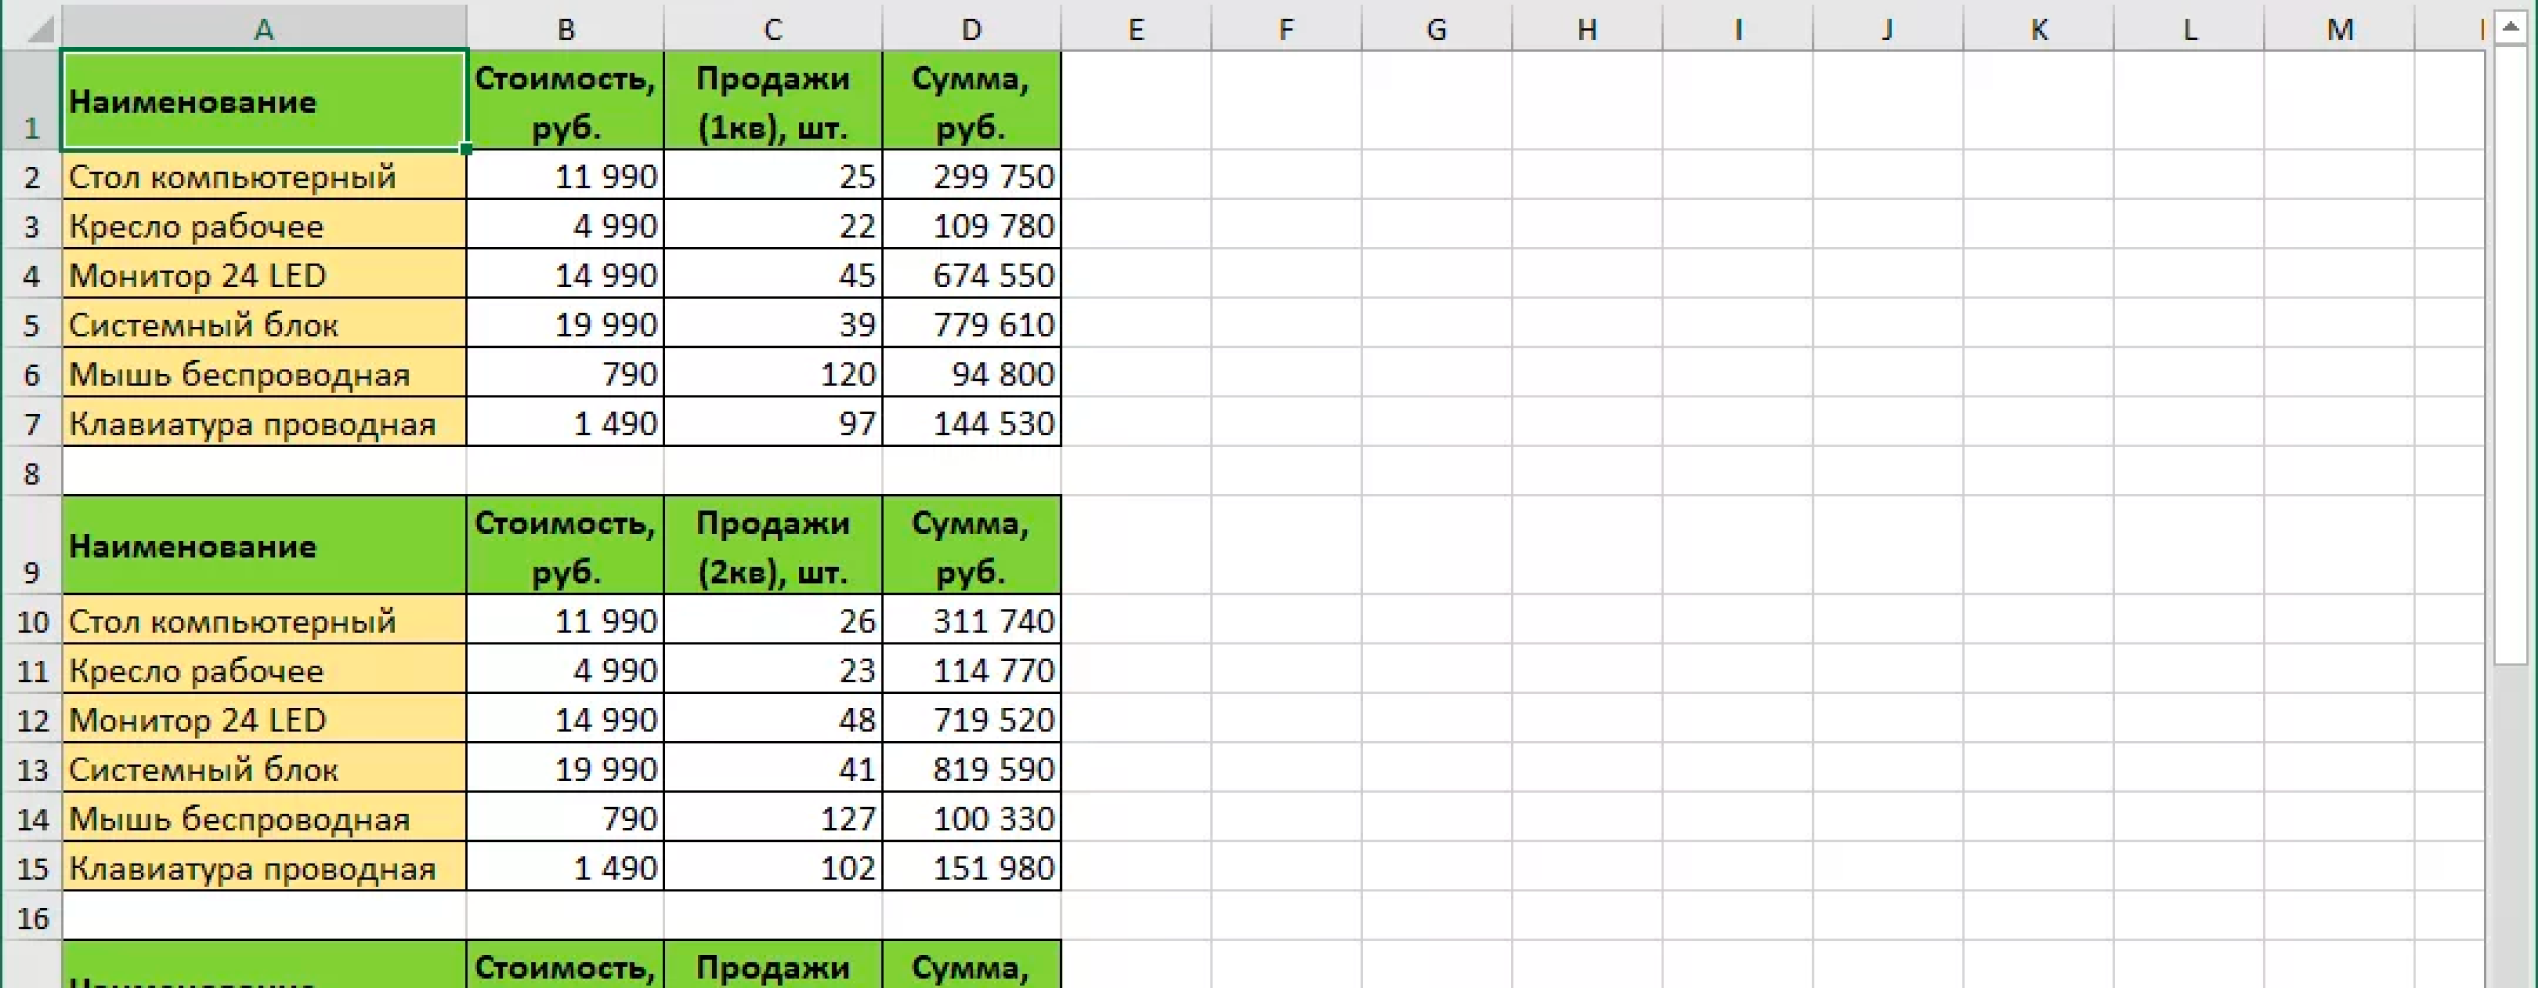 A B C D E F G H I J K L M
Наименование Стоимость, руб. Продажи (1кв), шт. Сумма, руб.
1
2 Стол компьютерный 11 990 25 299 750
3 Кресло рабочее 4 990 22 109 780
4 Монитор 24 LED 14 990 45 674 550
5 Системный блок 19 990 39 779 610
6 Мышь беспроводная 790 120 94 800
7 Клавиатура проводная 1 490 97 144 530
8
Наименование Стоимость, руб. Продажи (2кв), шт. Сумма, руб.
9
10 Стол компьютерный 11 990 26 311 740
11 Кресло рабочее 4 990 23 114 770
12 Монитор 24 LED 14 990 48 719 520
13 Системный блок 19 990 41 819 590
14 Мышь беспроводная 790 127 100 330
15 Клавиатура проводная 1 490 102 151 980
16
Стоимость, Продажи Сумма,